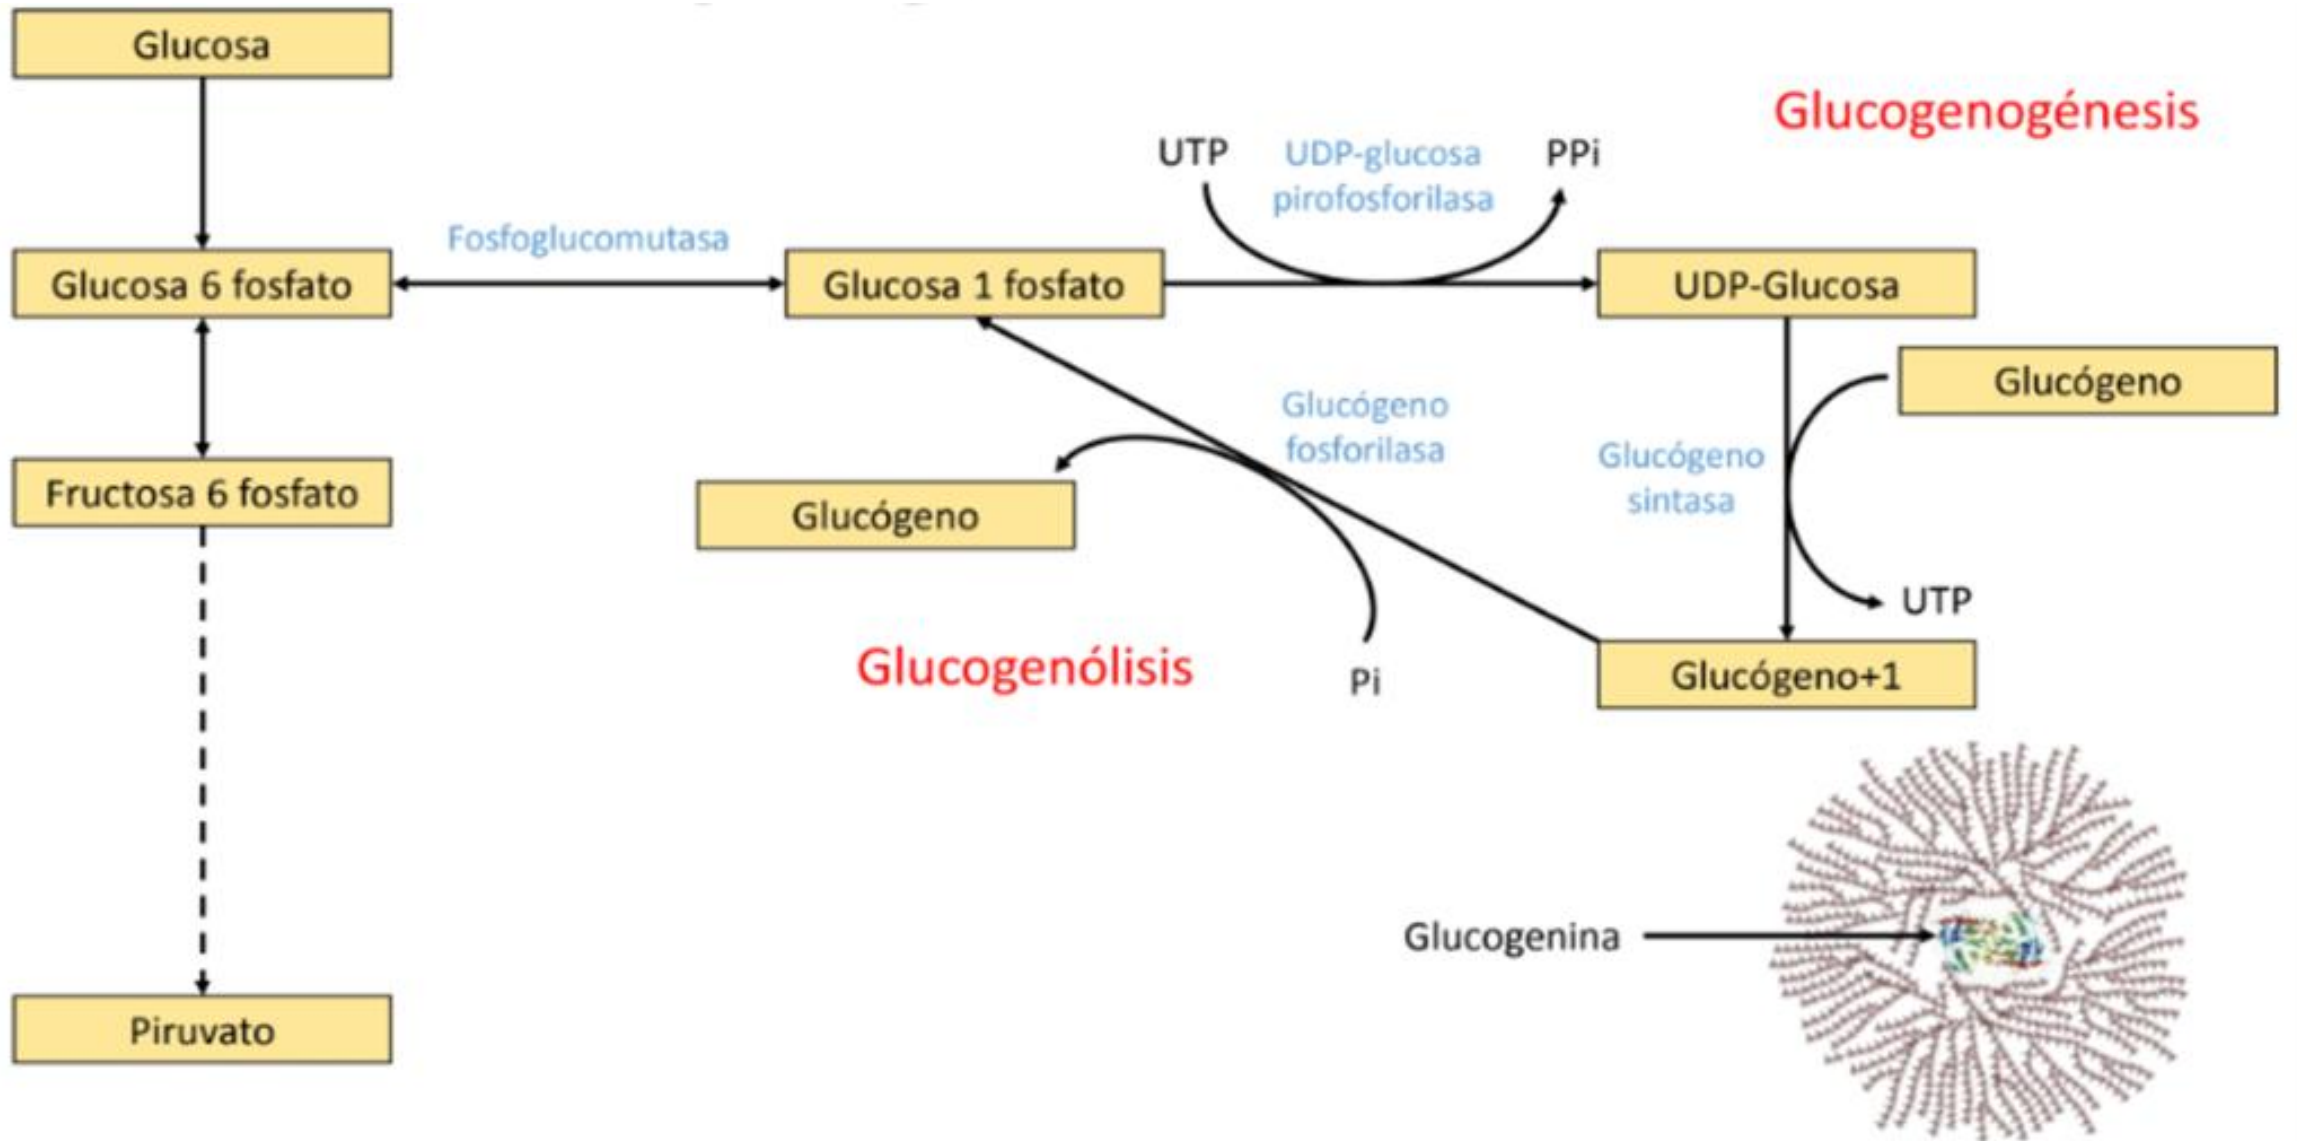 Glucosa
Glucogenogénesis
UTP
UDP-glucosa
pirofosforilasa
PPi
Fosfoglucomutasa
Glucosa 6 fosfato
Glucosa 1 fosfato
UDP-Glucosa
Glucógeno
Glucógeno
fosforilasa
Glucógeno
sintasa
Fructosa 6 fosfato
Glucógeno
UTP
Glucogenólisis
Pi
Glucógeno+1
Glucogenina
Piruvato